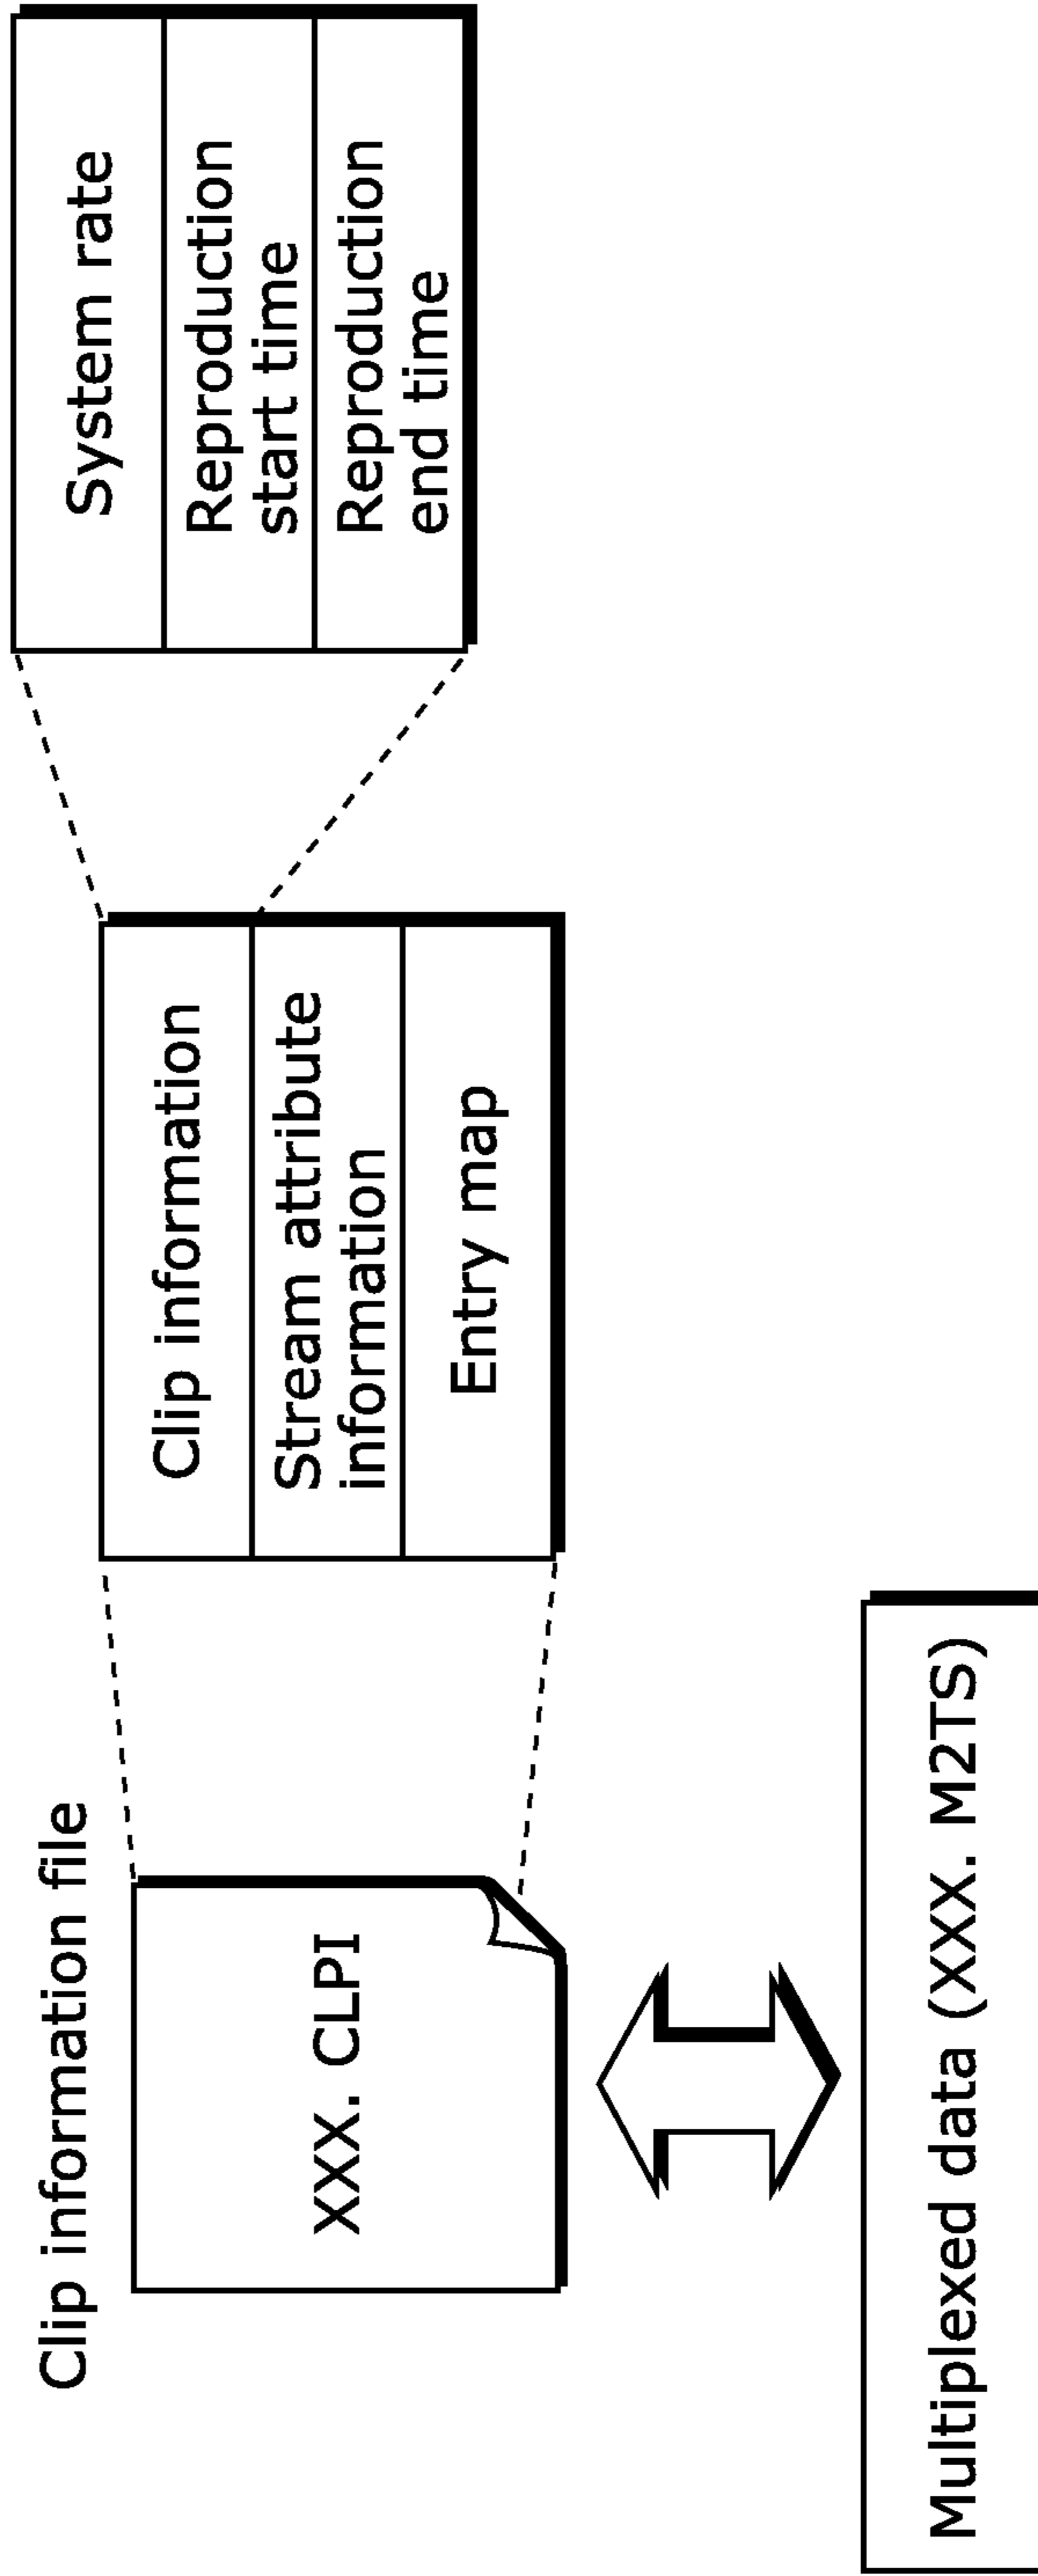 Clip information file
XXX. CLPI
Clip information
Stream attribute
information
Entry map
System rate
Reproduction
start time
Reproduction
end time
Multiplexed data (XXX. M2TS)